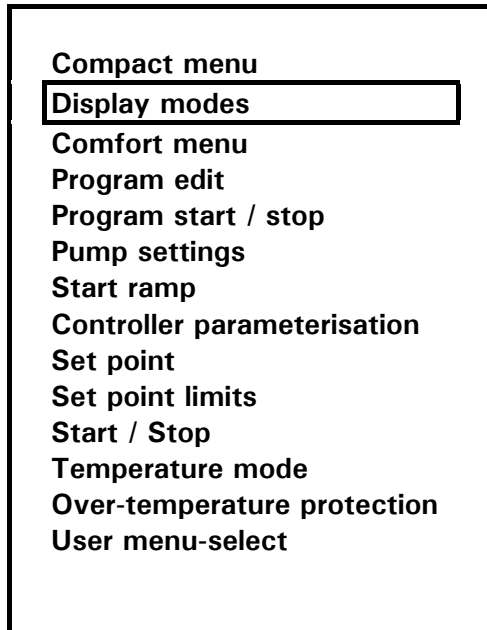 Compact menu
Display modes
Comfort menu
Program edit
Program start / stop
Pump settings
Start ramp
Controller parameterisation
Set point
Set point limits
Start / Stop
Temperature mode
Over-temperature protection
User menu-select